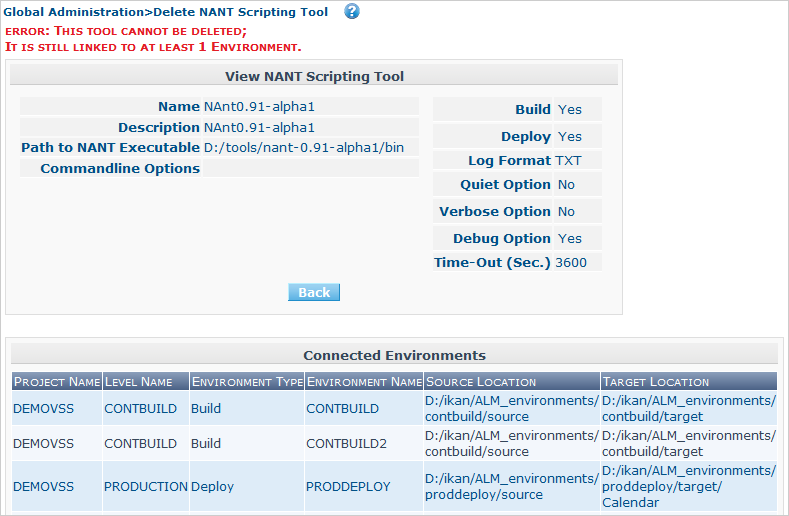 Global Administration>Delete NANT Scripting Tool ?
ERROR: THIS TOOL CANNOT BE DELETED;
IT IS STILL LINKED TO AT LEAST 1 ENVIRONMENT.
View NANT Scripting Tool
Name NAnt0.91-alpha1
Description NAnt0.91-alpha1
Path to NANT Executable D:/tools/nant-0.91-alpha1/bin
Commandline Options
Build Yes
Deploy Yes
Log Format TXT
Quiet Option No
Verbose Option No
Debug Option Yes
Time-Out (Sec.) 3600
Back
Connected Environments
PROJECT NAME LEVEL NAME ENVIRONMENT TYPE ENVIRONMENT NAME SOURCE LOCATION TARGET LOCATION
DEMOVSS CONTBUILD Build CONTBUILD D:/ikan/ALM_environments/ D:/ikan/ALM_environments/
contbuild/source contbuild/target
DEMOVSS CONTBUILD Build CONTBUILD2 D:/ikan/ALM_environments/ D:/ikan/ALM_environments/
contbuild/source contbuild/target
DEMOVSS PRODUCTION Deploy PRODDEPLOY D:/ikan/ALM_environments/ D:/ikan/ALM_environments/
proddeploy/source proddeploy/target/
Calendar